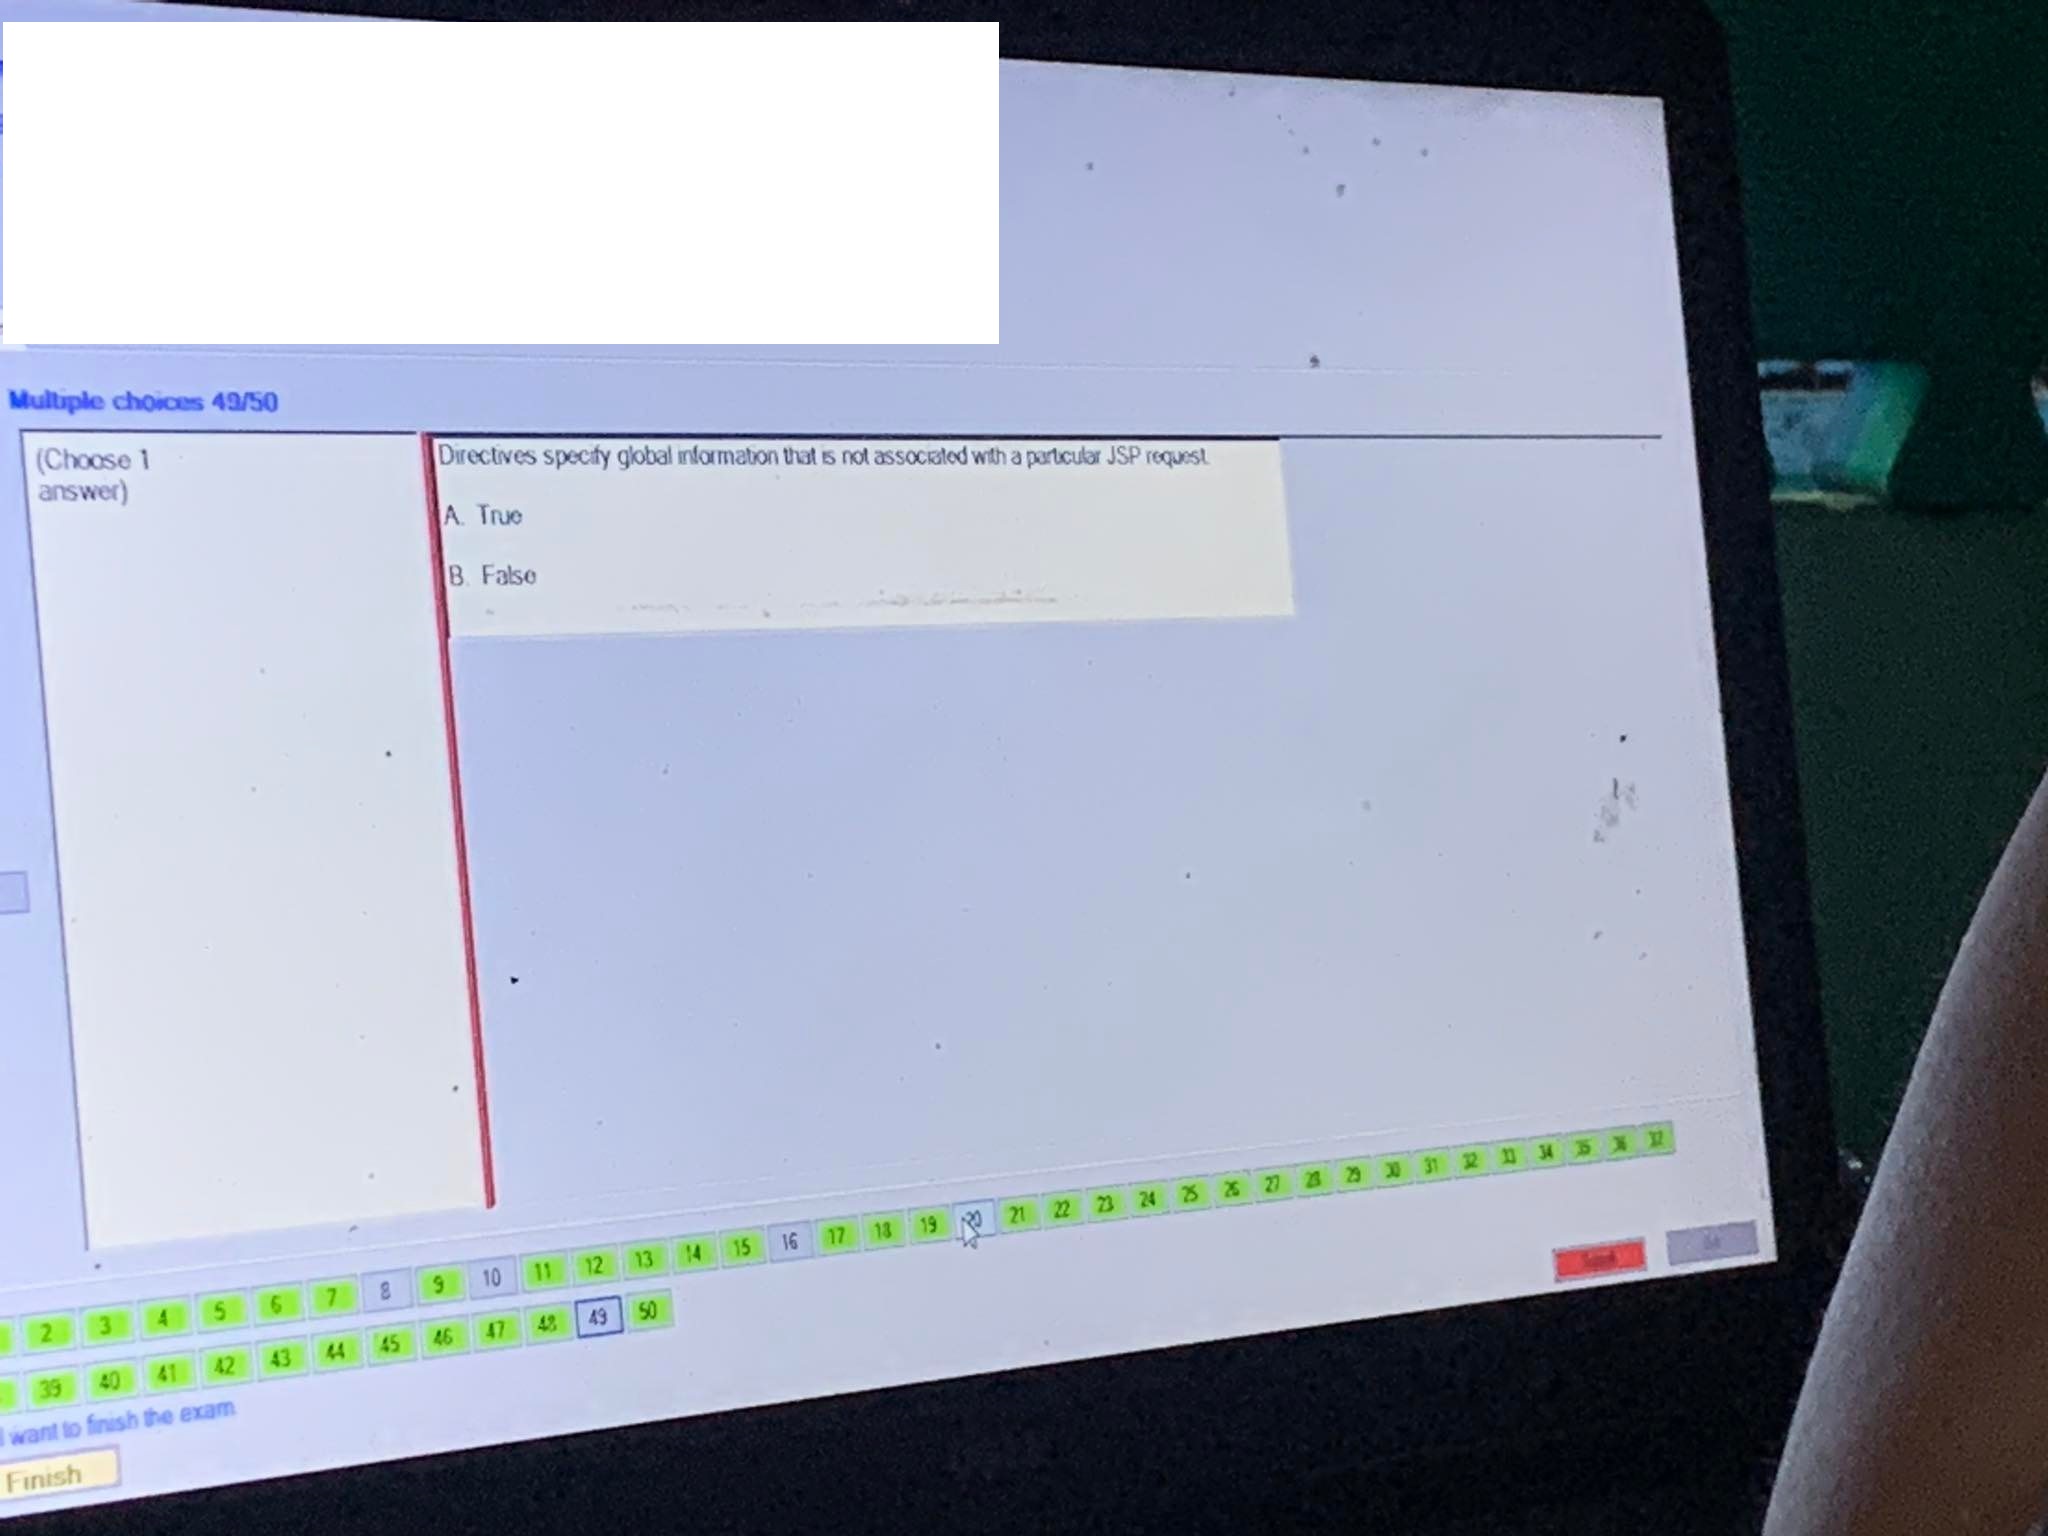 Multiple choices 49/50
(Choose 1
answer)
Directives specify global information that is not associated with a particular JSP request.
A. True
B. False
2 3 4 5 6 7 8 9 10 11 12 13 14 15 16 17 18 19 20 21 22 23 24 25 26 27 28 29 30 31 32 33 34 35 36 37
39 40 41 42 43 44 45 46 47 48 49 50
I want to finish the exam
Finish